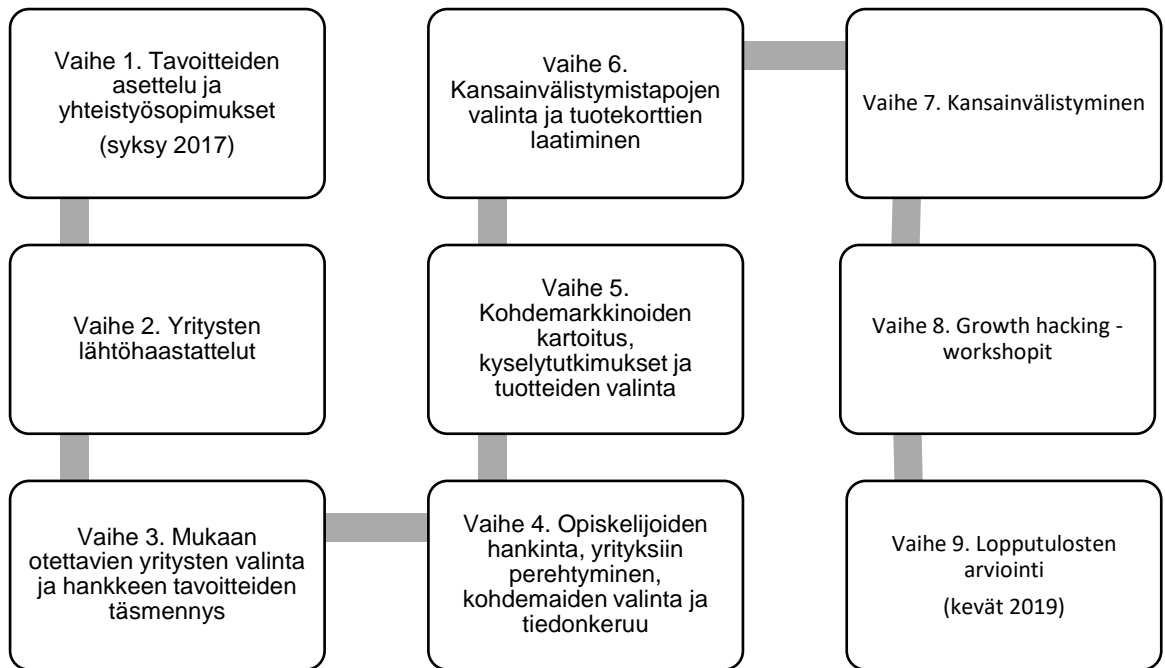 Vaihe 1. Tavoitteiden
asettelu ja
yhteistyösopimukset
(syksy 2017)
Vaihe 2. Yritysten
lähtöhaastattelut
Vaihe 3. Mukaan
otettavien yritysten valinta
ja hankkeen tavoitteiden
täsmennys
Vaihe 4. Opiskelijoiden
hankinta, yrityksiin
perehtyminen,
kohdemaiden valinta ja
tiedonkeruu
Vaihe 5.
Kohdemarkkinoiden
kartoitus,
kyselytutkimukset ja
tuotteiden valinta
Vaihe 6.
Kansainvälistymistapojen
valinta ja tuotekorttien
laatiminen
Vaihe 7. Kansainvälistyminen
Vaihe 8. Growth hacking -
workshopit
Vaihe 9. Lopputulosten
arviointi
(kevät 2019)